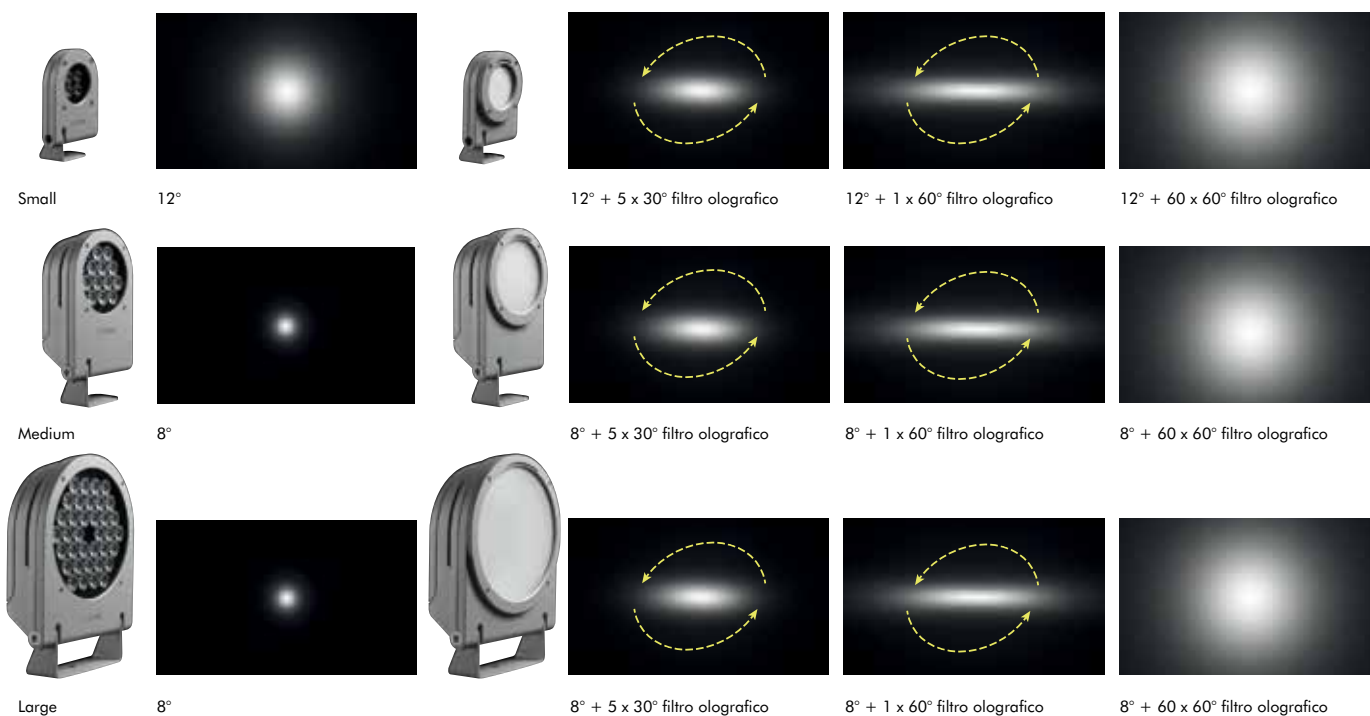 Small
12°
12° + 5 x 30° filtro olografico
12° + 1 x 60° filtro olografico
12° + 60 x 60° filtro olografico
Medium
8°
8° + 5 x 30° filtro olografico
8° + 1 x 60° filtro olografico
8° + 60 x 60° filtro olografico
Large
8°
8° + 5 x 30° filtro olografico
8° + 1 x 60° filtro olografico
8° + 60 x 60° filtro olografico